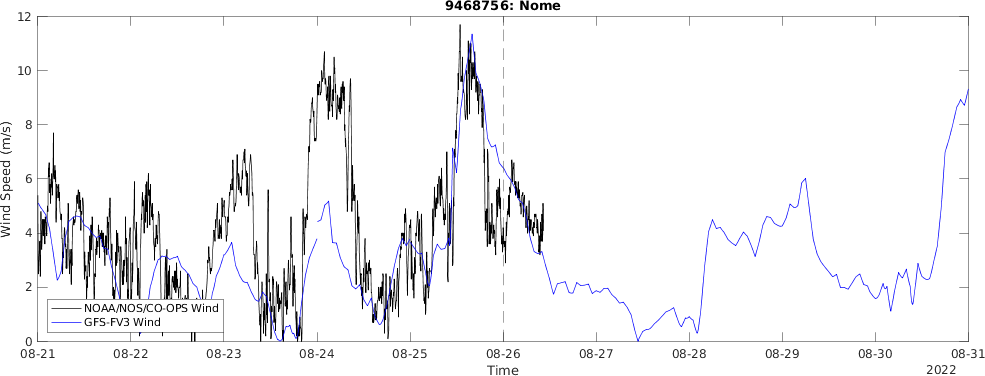 9468756: Nome
Wind Speed (m/s)
12
10
8
6
4
2
0
NOAA/NOS/CO-OPS Wind
GFS-FV3 Wind
08-21 08-22 08-23 08-24 08-25 08-26 08-27 08-28 08-29 08-30 08-31
Time
2022